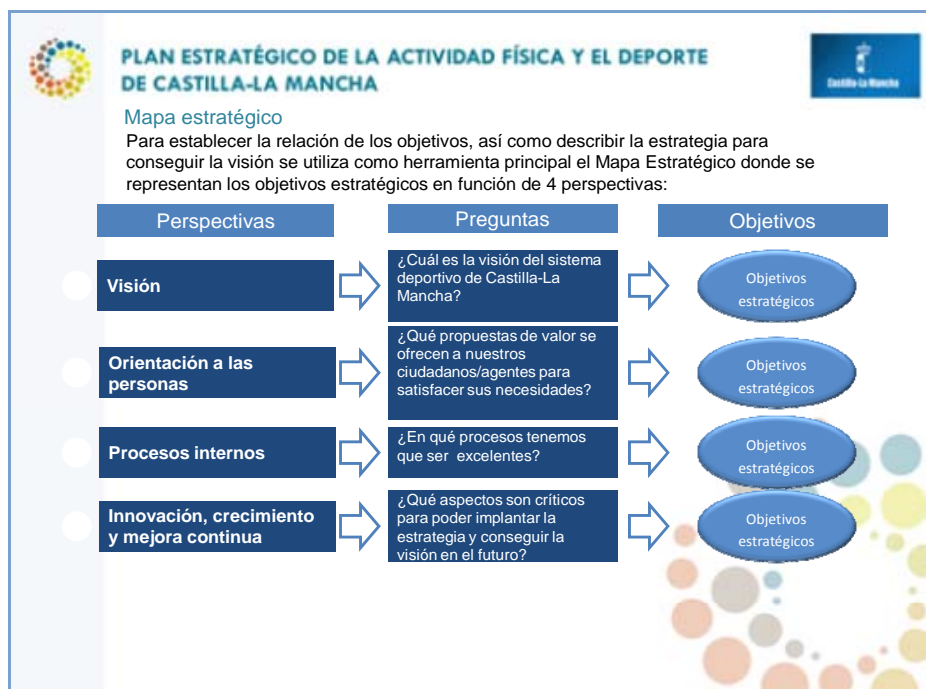 PLAN ESTRATÉGICO DE LA ACTIVIDAD FÍSICA Y EL DEPORTE
DE CASTILLA-LA MANCHA
Castilla-La Mancha
Mapa estratégico
Para establecer la relación de los objetivos, así como describir la estrategia para
conseguir la visión se utiliza como herramienta principal el Mapa Estratégico donde se
representan los objetivos estratégicos en función de 4 perspectivas:
Perspectivas
Preguntas
Objetivos
Visión
¿Cuál es la visión del sistema
deportivo de Castilla-La
Mancha?
Objetivos
estratégicos
Orientación a las
personas
¿Qué propuestas de valor se
ofrecen a nuestros
ciudadanos/agentes para
satisfacer sus necesidades?
Objetivos
estratégicos
Procesos internos
¿En qué procesos tenemos
que ser excelentes?
Objetivos
estratégicos
Innovación, crecimiento
y mejora continua
¿Qué aspectos son críticos
para poder implantar la
estrategia y conseguir la
visión en el futuro?
Objetivos
estratégicos